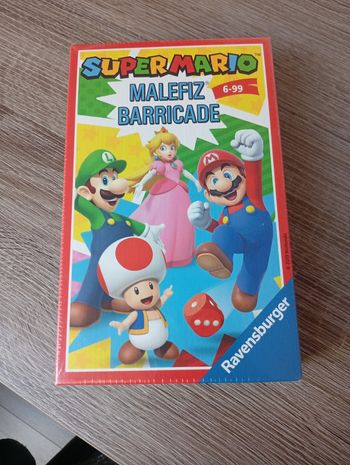 SUPER MARIO
MALEFIZ®
BARRICADE
6-99
Ravensburger